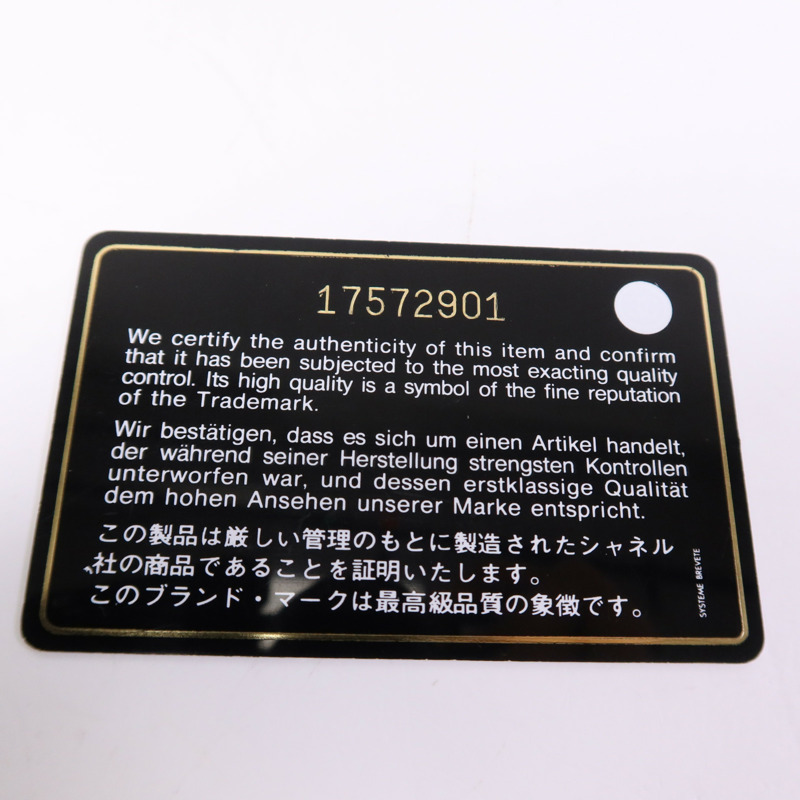 17572901
We certify the authenticity of this item and confirm
that it has been subjected to the most exacting quality
control. Its high quality is a symbol of the fine reputation
of the Trademark.
Wir bestätigen, dass es sich um einen Artikel handelt,
der während seiner Herstellung strengsten Kontrollen
unterworfen war, und dessen erstklassige Qualität
dem hohen Ansehen unserer Marke entspricht.
この製品は厳しい管理のもとに製造されたシャネル
社の商品であることを証明いたします。
このブランド・マークは最高級品質の象徴です。
SYSTEME BREVETE